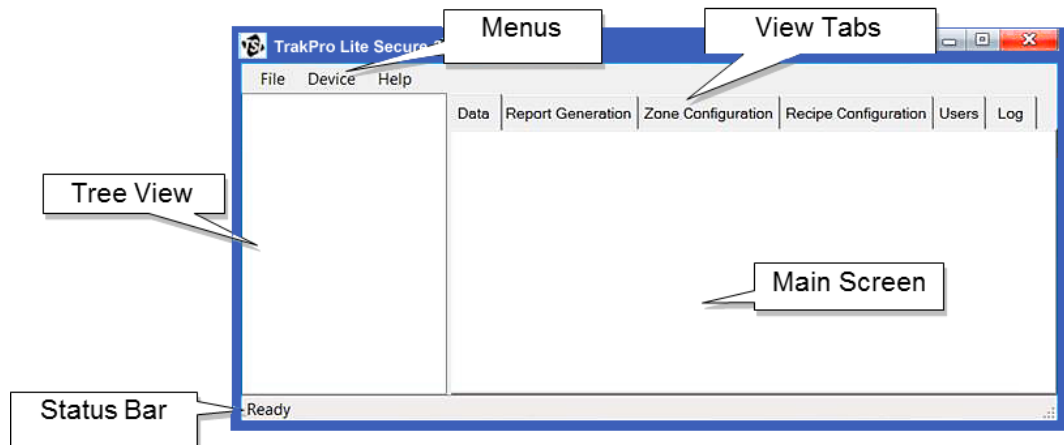 Menus
View Tabs
TrakPro Lite Secure
File Device Help
Data Report Generation Zone Configuration Recipe Configuration Users Log
Tree View
Main Screen
Status Bar
Ready